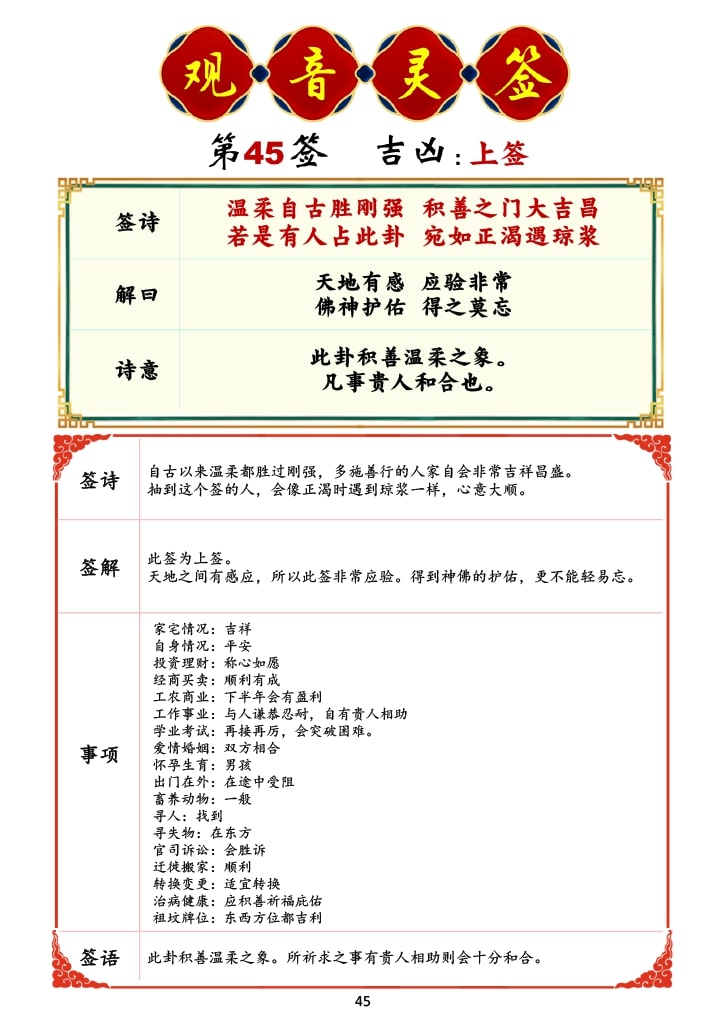 观音灵签
第45签 吉凶：上签
签诗
温柔自古胜刚强 积善之门大吉昌
若是有人占此卦 宛如正渴遇琼浆
解曰
天地有感 应验非常
佛神护佑 得之莫忘
诗意
此卦积善温柔之象。
凡事贵人和合也。
签诗
自古以来温柔都胜过刚强，多施善行的人家自会非常吉祥昌盛。
抽到这个签的人，会像正渴时遇到琼浆一样，心意大顺。
签解
此签为上签。
天地之间有感应，所以此签非常应验。得到神佛的护佑，更不能轻易忘。
事项
家宅情况：吉祥
自身情况：平安
投资理财：称心如愿
经商买卖：顺利有成
工农商业：下半年会有盈利
工作事业：与人谦恭忍耐，自有贵人相助
学业考试：再接再厉，会突破困难。
爱情婚姻：双方相合
怀孕生育：男孩
出门在外：在途中受阻
畜养动物：一般
寻人：找到
寻失物：在东方
官司诉讼：会胜诉
迁徙搬家：顺利
转换变更：适宜转换
治病健康：应积善祈福庇佑
祖坟牌位：东西方位都吉利
签语
此卦积善温柔之象。所祈求之事有贵人相助则会十分和合。
45